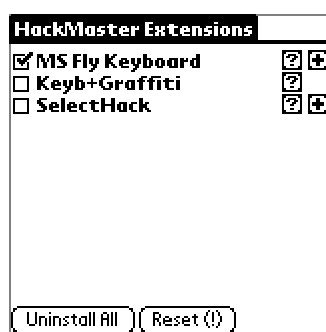 HackMaster Extensions
MS Fly Keyboard ? +
Keyb+Graffiti ?
SelectHack ? +
Uninstall All Reset (!)